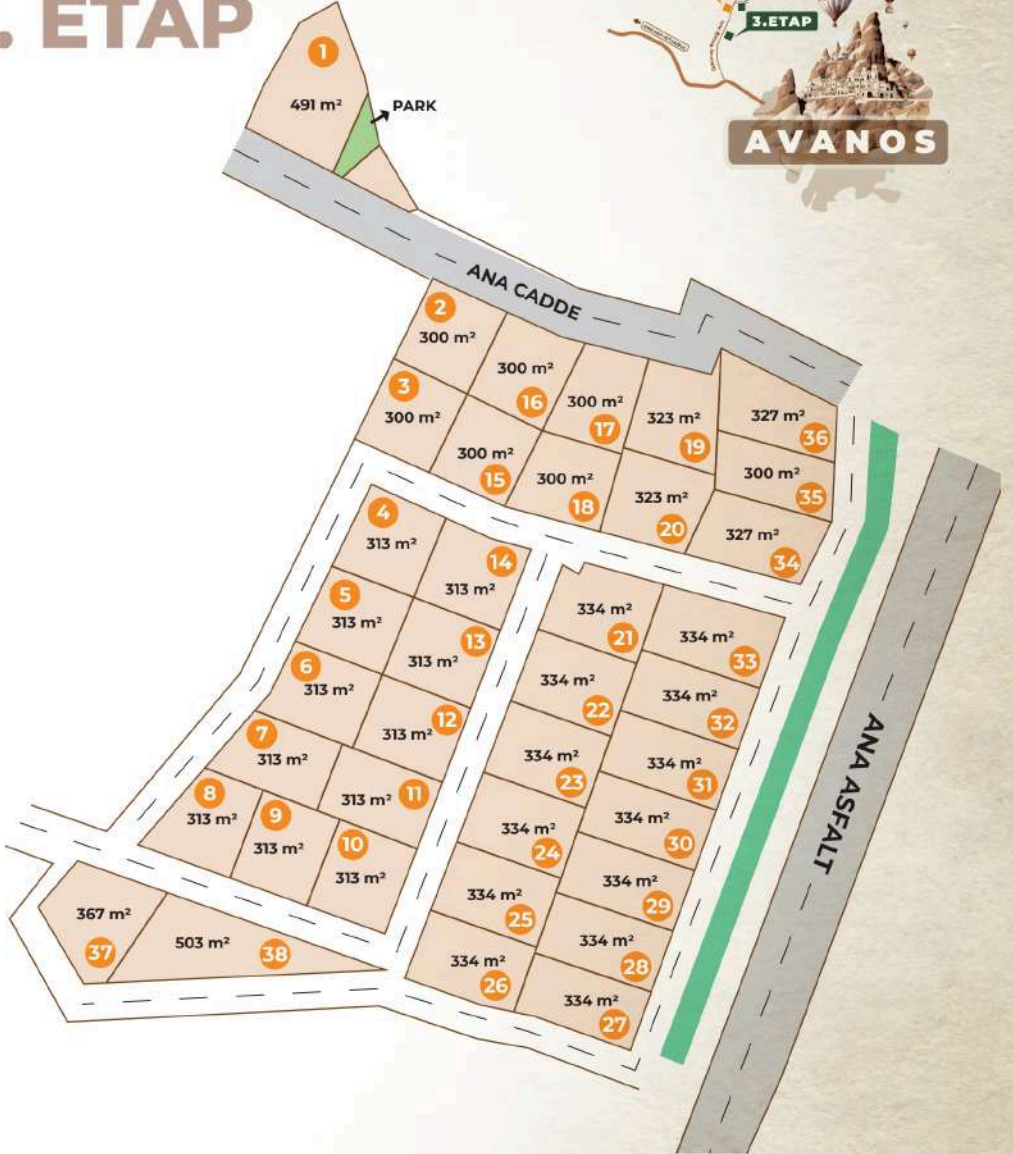 . ETAP
3.ETAP
AVANOS
1
491 m²
PARK
ANA CADDE
2
300 m²
3
300 m²
300 m²
16
300 m²
15
300 m²
17
300 m²
18
323 m²
19
323 m²
20
327 m²
36
300 m²
35
327 m²
34
4
313 m²
14
313 m²
5
313 m²
13
313 m²
6
313 m²
12
313 m²
7
313 m²
313 m² 11
8
313 m²
9
313 m²
10
313 m²
334 m²
21
334 m²
33
334 m²
22
334 m²
32
334 m²
23
334 m²
31
334 m²
24
334 m²
30
334 m²
25
334 m²
29
334 m²
26
334 m²
28
334 m²
27
367 m²
37
503 m² 38
ANA ASFALT